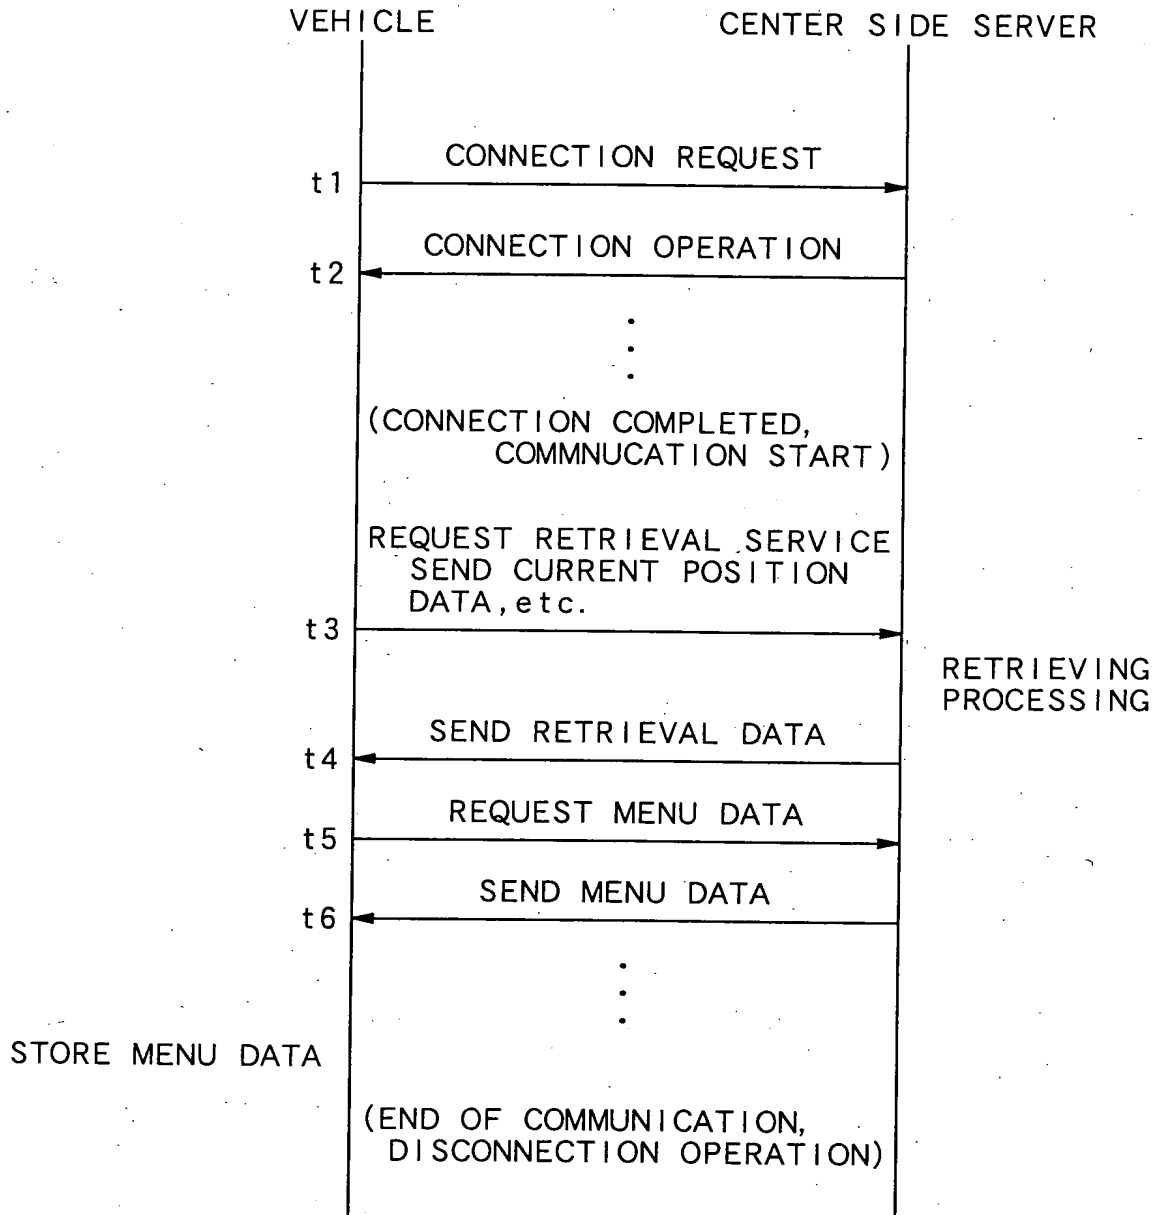 VEHICLE
CENTER SIDE SERVER
CONNECTION REQUEST
t1
CONNECTION OPERATION
t2
(CONNECTION COMPLETED,
COMMNUCATION START)
REQUEST RETRIEVAL SERVICE
SEND CURRENT POSITION
DATA, etc.
t3
RETRIEVING
PROCESSING
SEND RETRIEVAL DATA
t4
REQUEST MENU DATA
t5
SEND MENU DATA
t6
STORE MENU DATA
(END OF COMMUNICATION,
DISCONNECTION OPERATION)